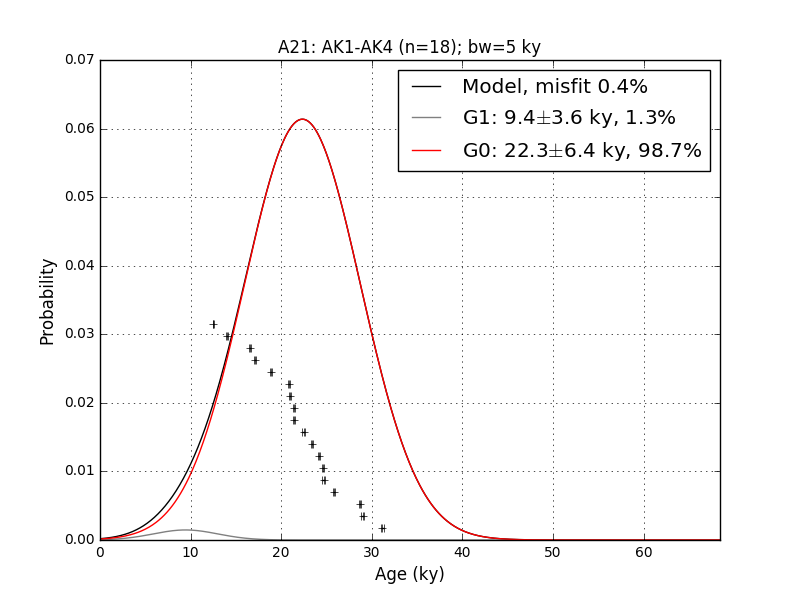 A21: AK1-AK4 (n=18); bw=5 ky
Model, misfit 0.4%
G1: 9.4±3.6 ky, 1.3%
G0: 22.3±6.4 ky, 98.7%
Probability
0.07
0.06
0.05
0.04
0.03
0.02
0.01
0.00
0 10 20 30 40 50 60
Age (ky)